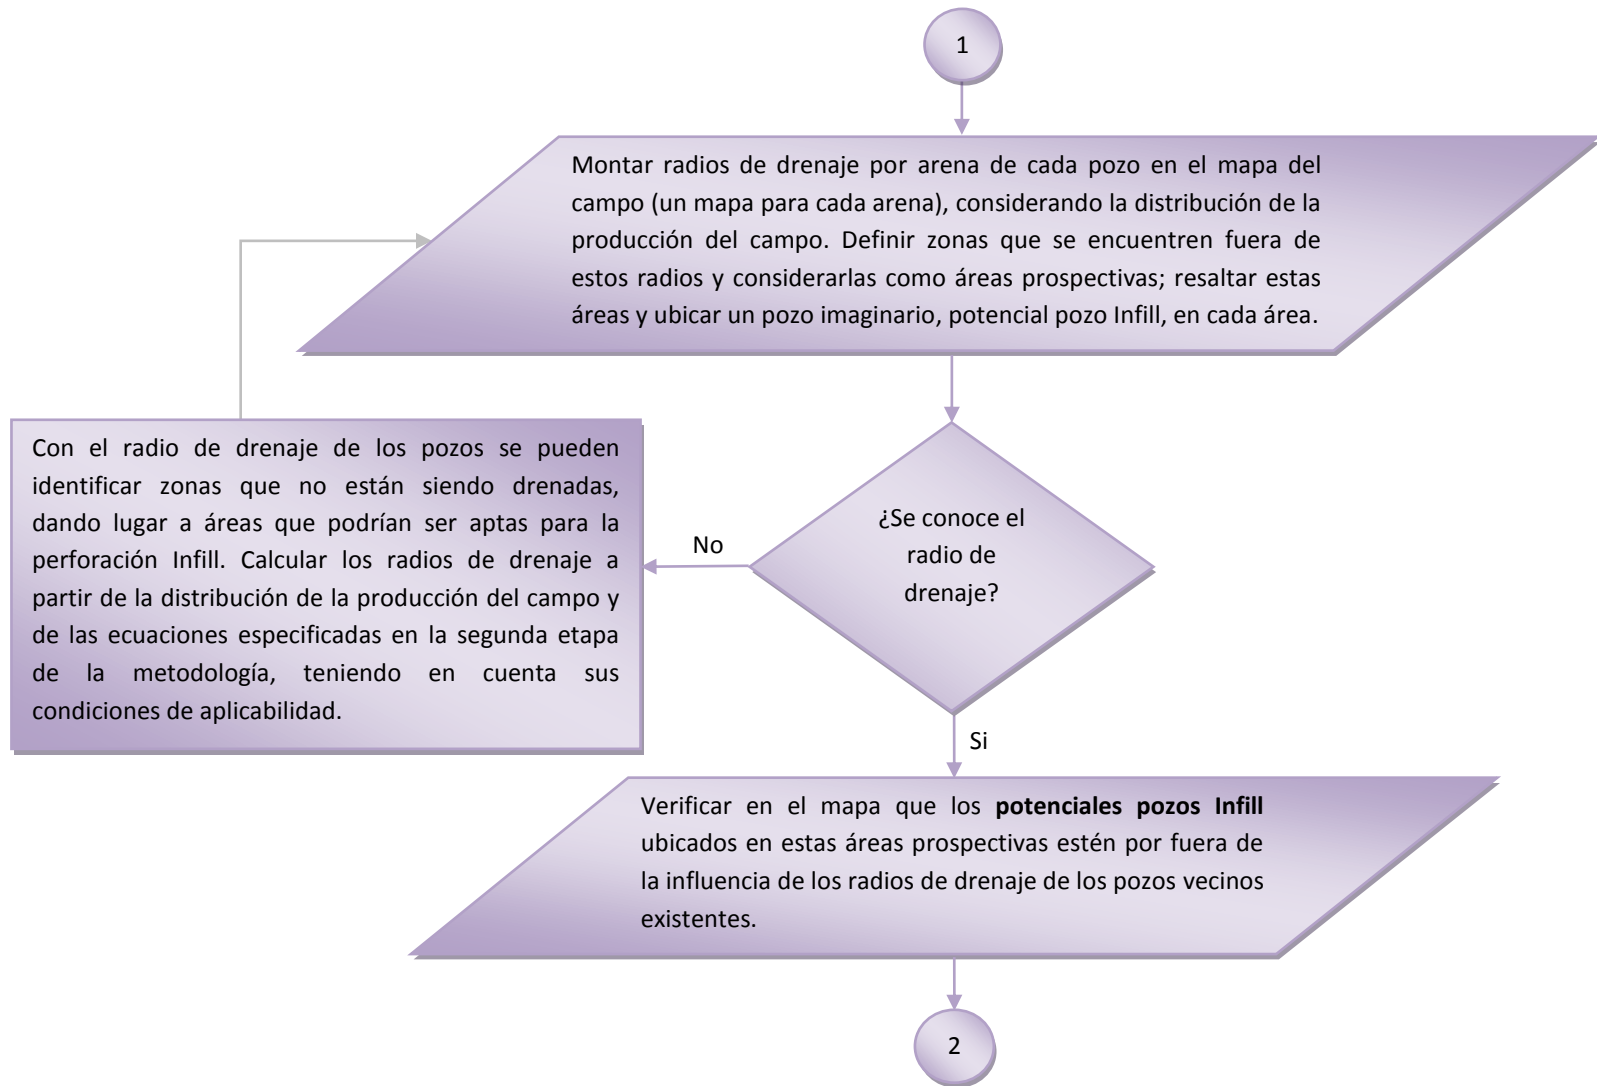 1
Montar radios de drenaje por arena de cada pozo en el mapa del
campo (un mapa para cada arena), considerando la distribución de la
producción del campo. Definir zonas que se encuentren fuera de
estos radios y considerarlas como áreas prospectivas; resaltar estas
áreas y ubicar un pozo imaginario, potencial pozo Infill, en cada área.
Con el radio de drenaje de los pozos se pueden
identificar zonas que no están siendo drenadas,
dando lugar a áreas que podrían ser aptas para la
perforación Infill. Calcular los radios de drenaje a
partir de la distribución de la producción del campo y
de las ecuaciones especificadas en la segunda etapa
de la metodología, teniendo en cuenta sus
condiciones de aplicabilidad.
No
¿Se conoce el
radio de
drenaje?
Si
Verificar en el mapa que los potenciales pozos Infill
ubicados en estas áreas prospectivas estén por fuera de
la influencia de los radios de drenaje de los pozos vecinos
existentes.
2